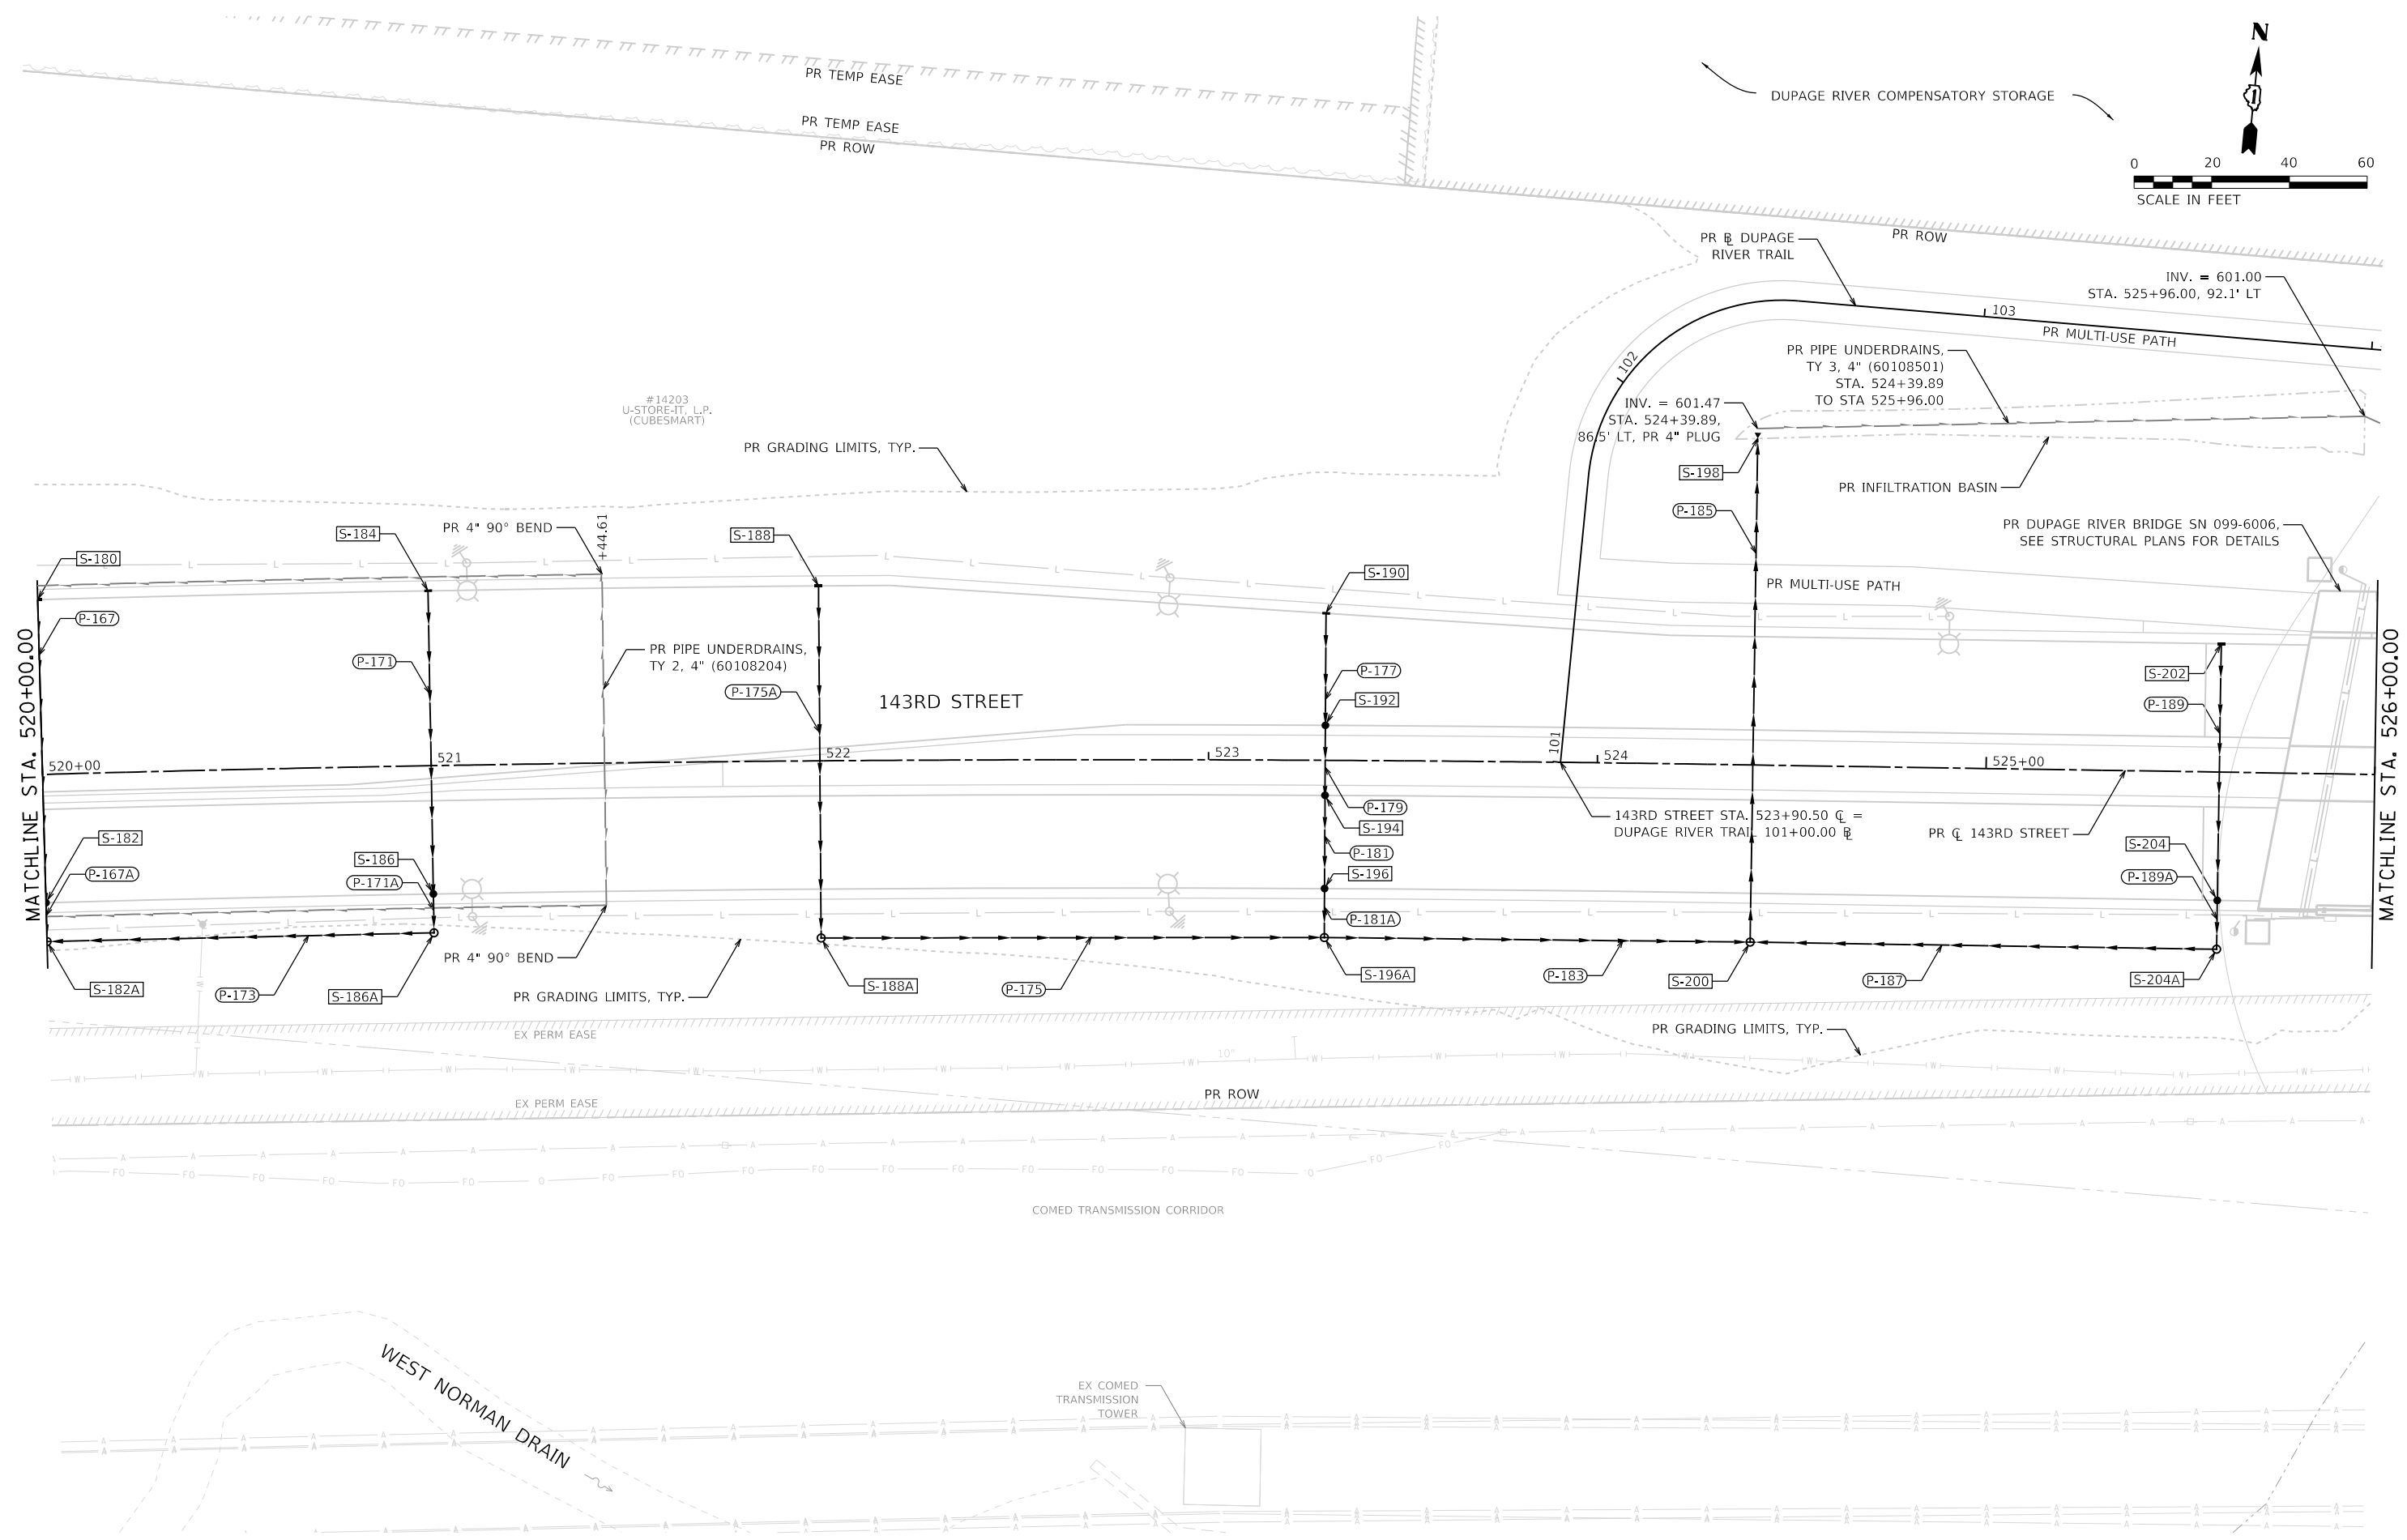 PR TEMP EASE
PR TEMP EASE
PR ROW
DUPAGE RIVER COMPENSATORY STORAGE
N
0 20 40 60
SCALE IN FEET
PR ROW
PR BL DUPAGE
RIVER TRAIL
INV. = 601.00
STA. 525+96.00, 92.1' LT
103
PR MULTI-USE PATH
102
PR PIPE UNDERDRAINS,
TY 3, 4" (60108501)
STA. 524+39.89
TO STA 525+96.00
INV. = 601.47
STA. 524+39.89,
86.5' LT, PR 4" PLUG
#14203
U-STORE-IT, L.P.
(CUBESMART)
PR GRADING LIMITS, TYP.
S-198
PR INFILTRATION BASIN
P-185
PR DUPAGE RIVER BRIDGE SN 099-6006,
SEE STRUCTURAL PLANS FOR DETAILS
S-180
S-184
PR 4" 90° BEND
+44.61
S-188
S-190
PR MULTI-USE PATH
P-167
P-171
PR PIPE UNDERDRAINS,
TY 2, 4" (60108204)
P-175A
143RD STREET
P-177
S-192
S-202
P-189
MATCHLINE STA. 520+00.00
MATCHLINE STA. 526+00.00
520+00
521
522
523
101
524
525+00
P-179
S-194
143RD STREET STA. 523+90.50 CL =
DUPAGE RIVER TRAIL 101+00.00 BL
PR CL 143RD STREET
S-182
P-167A
S-186
P-171A
P-181
S-196
P-181A
S-204
P-189A
PR 4" 90° BEND
S-182A
P-173
S-186A
PR GRADING LIMITS, TYP.
S-188A
P-175
S-196A
P-183
S-200
P-187
S-204A
EX PERM EASE
PR GRADING LIMITS, TYP.
10"
EX PERM EASE
PR ROW
COMED TRANSMISSION CORRIDOR
WEST NORMAN DRAIN
EX COMED
TRANSMISSION
TOWER